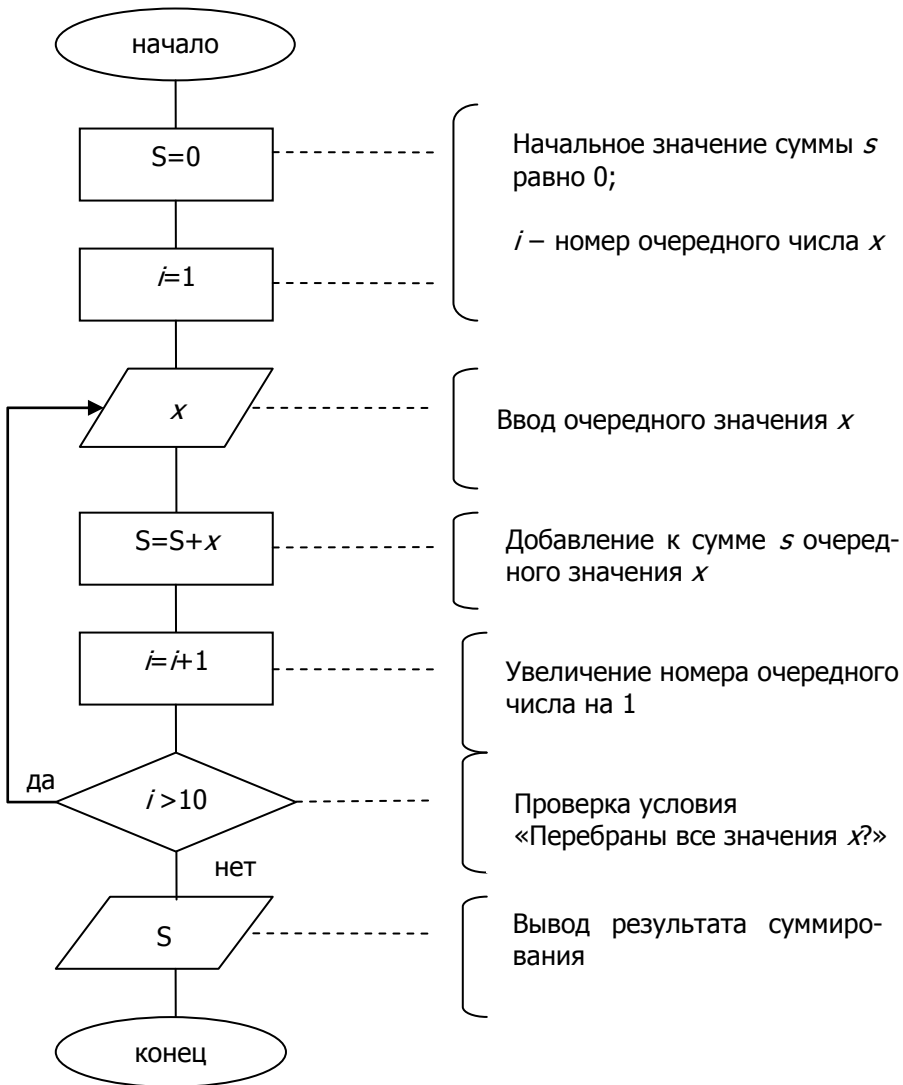 начало
S=0
Начальное значение суммы s
равно 0;
i – номер очередного числа x
i=1
x
Ввод очередного значения x
S=S+x
Добавление к сумме s очеред-
ного значения x
i=i+1
Увеличение номера очередного
числа на 1
да
i >10
Проверка условия
«Перебраны все значения x?»
нет
S
Вывод результата суммиро-
вания
конец